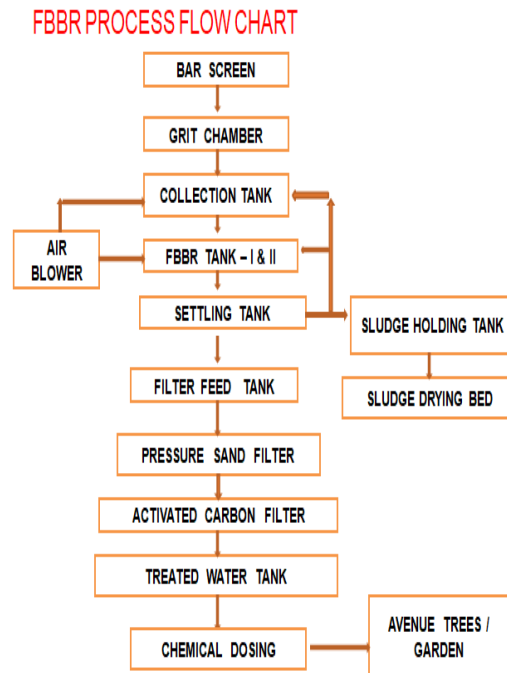 FBBR PROCESS FLOW CHART
BAR SCREEN
GRIT CHAMBER
COLLECTION TANK
AIR
BLOWER
FBBR TANK – I & II
SETTLING TANK
SLUDGE HOLDING TANK
FILTER FEED TANK
SLUDGE DRYING BED
PRESSURE SAND FILTER
ACTIVATED CARBON FILTER
TREATED WATER TANK
CHEMICAL DOSING
AVENUE TREES /
GARDEN